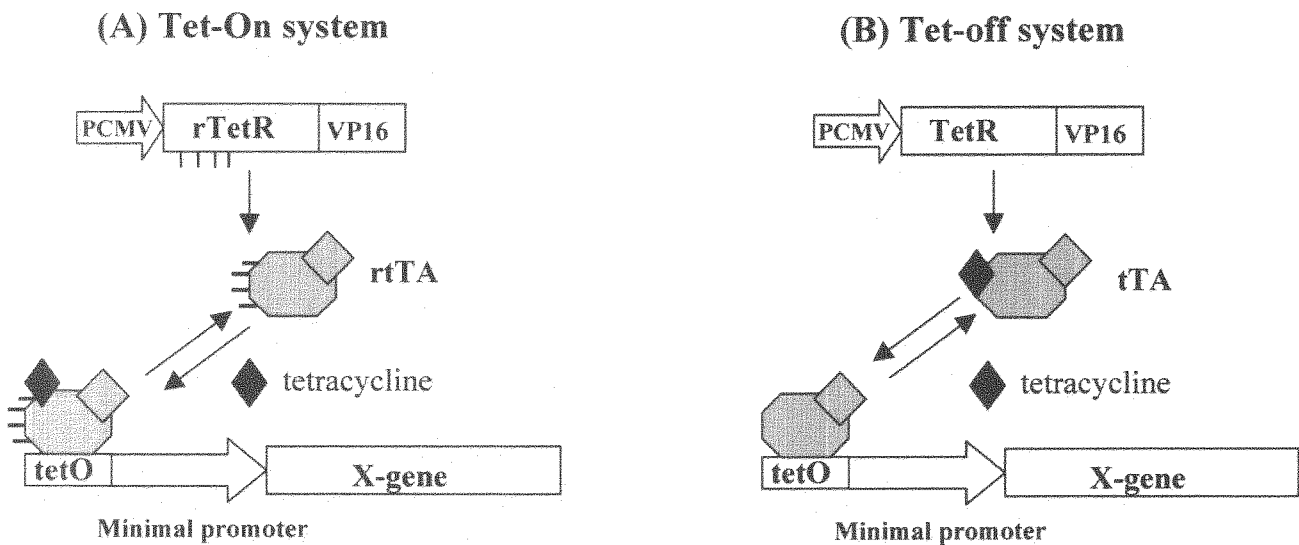 (A) Tet-On system
PCMV rTetR VP16
rtTA
tetracycline
tetO X-gene
Minimal promoter
(B) Tet-off system
PCMV TetR VP16
tTA
tetracycline
tetO X-gene
Minimal promoter